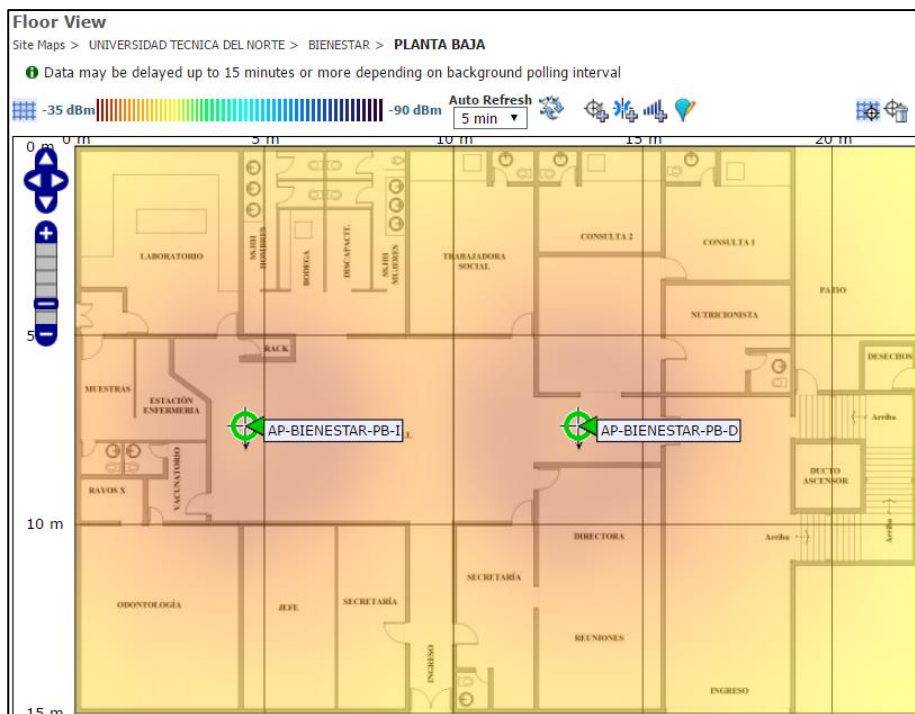 Floor View
Site Maps > UNIVERSIDAD TECNICA DEL NORTE > BIENESTAR > PLANTA BAJA
Data may be delayed up to 15 minutes or more depending on background polling interval
-35 dBm
-90 dBm
Auto Refresh
5 min
0 m
5 m
10 m
15 m
20 m
0 m
LABORATORIO
SS.HH
HOMBRES
BODEGA
DISCAPACIT.
SS.HH
MUJERES
TRABAJADORA
SOCIAL
CONSULTA 2
CONSULTA 1
PATIO
NUTRICIONISTA
5
RACK
DESECHOS
MUESTRAS
ESTACIÓN
ENFERMERIA
Arriba
AP-BIENESTAR-PB-I
L
AP-BIENESTAR-PB-D
VACUNATORIO
RAYOS X
DUCTO
ASCENSOR
10 m
DIRECTORA
Arriba
Arriba
SECRETARÍA
ODONTOLOGÍA
JEFE
SECRETARÍA
REUNIONES
INGRESO
INGRESO
15 m